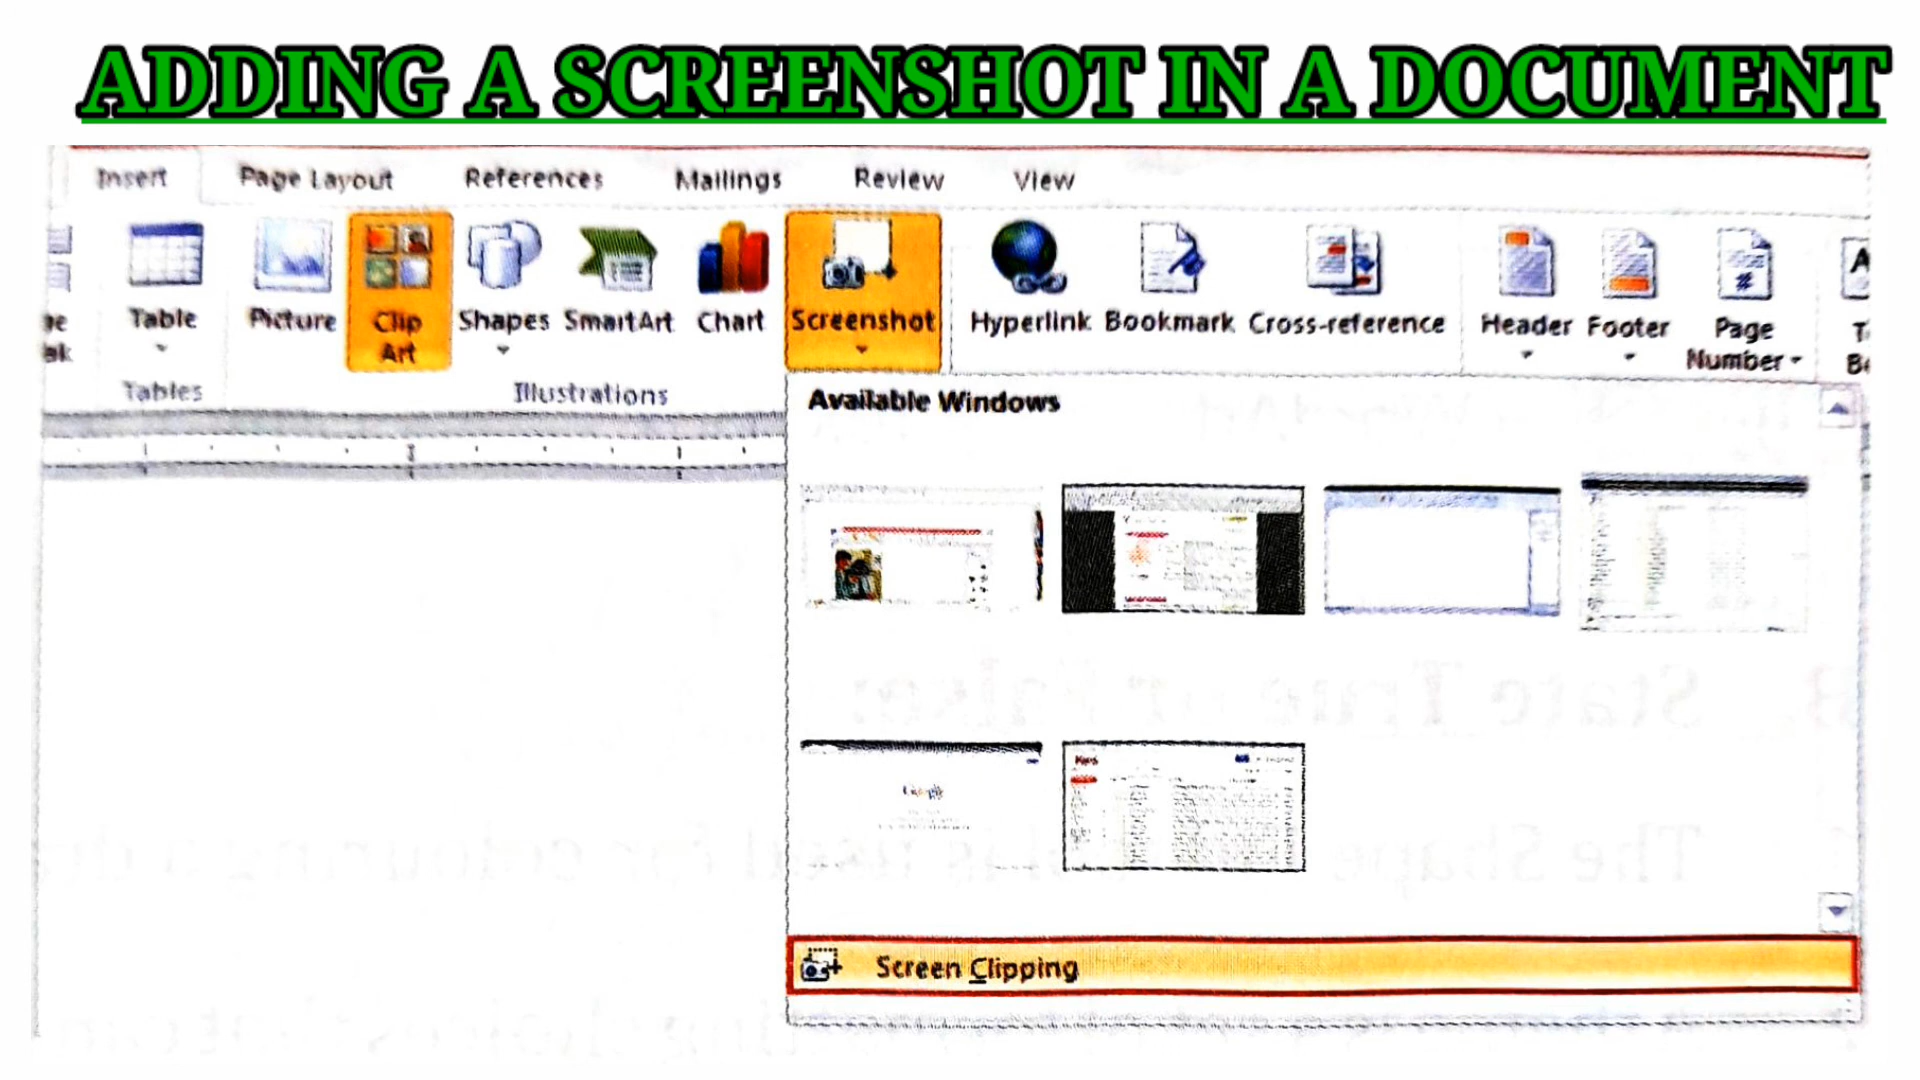 ADDING A SCREENSHOT IN A DOCUMENT
Insert Page Layout References Mailings Review View
Table Picture Clip Art Shapes SmartArt Chart Screenshot Hyperlink Bookmark Cross-reference Header Footer Page Number
Tables Illustrations
Available Windows
Google
Screen Clipping